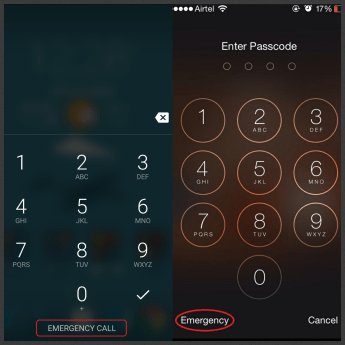 1 2 3
ABC DEF
4 5 6
GHI JKL MNO
7 8 9
PQRS TUV WXYZ
0
+
EMERGENCY CALL
Airtel 17%
Enter Passcode
1 2 3
ABC DEF
4 5 6
GHI JKL MNO
7 8 9
PQRS TUV WXYZ
0
Emergency Cancel